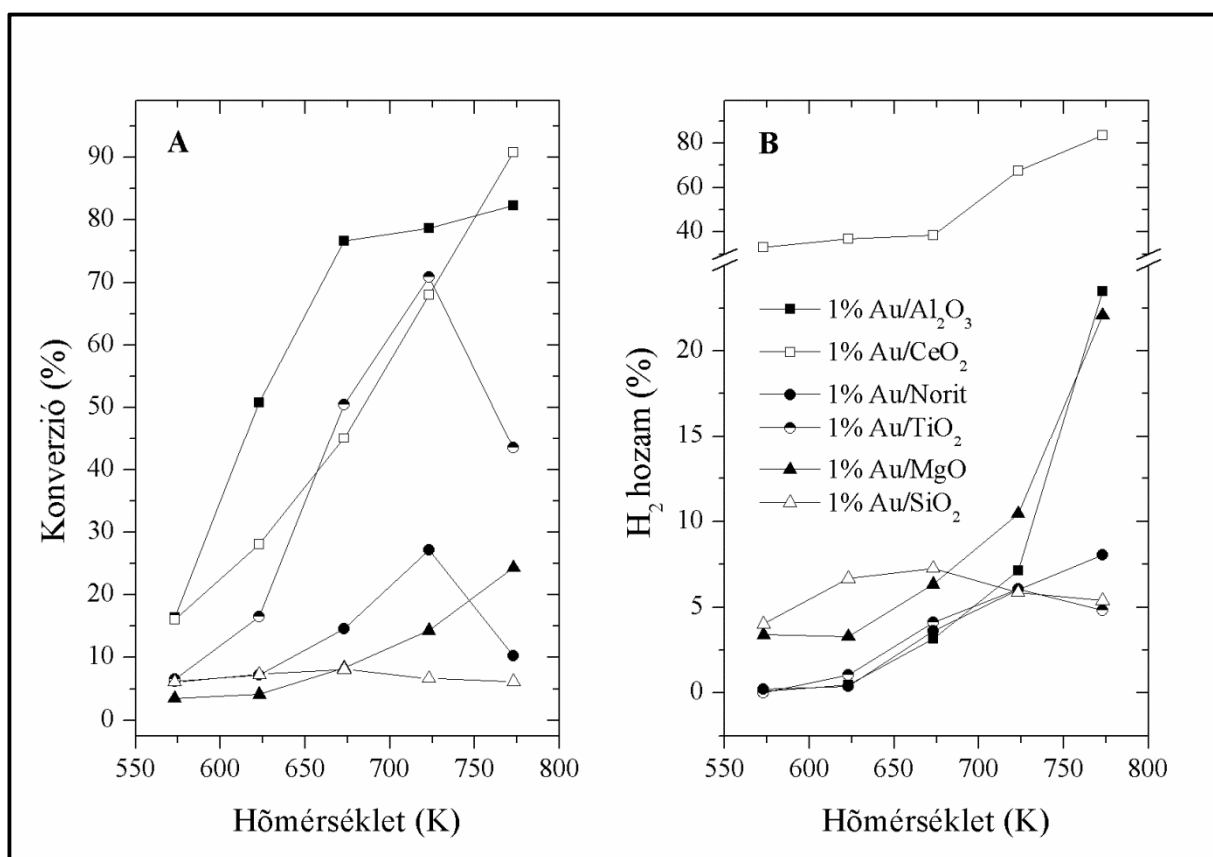 A
Konverzió (%)
90
80
70
60
50
40
30
20
10
0
550 600 650 700 750 800
Hõmérséklet (K)
B
H₂ hozam (%)
80
60
40
20
15
10
5
0
1% Au/Al₂O₃
1% Au/CeO₂
1% Au/Norit
1% Au/TiO₂
1% Au/MgO
1% Au/SiO₂
550 600 650 700 750 800
Hõmérséklet (K)